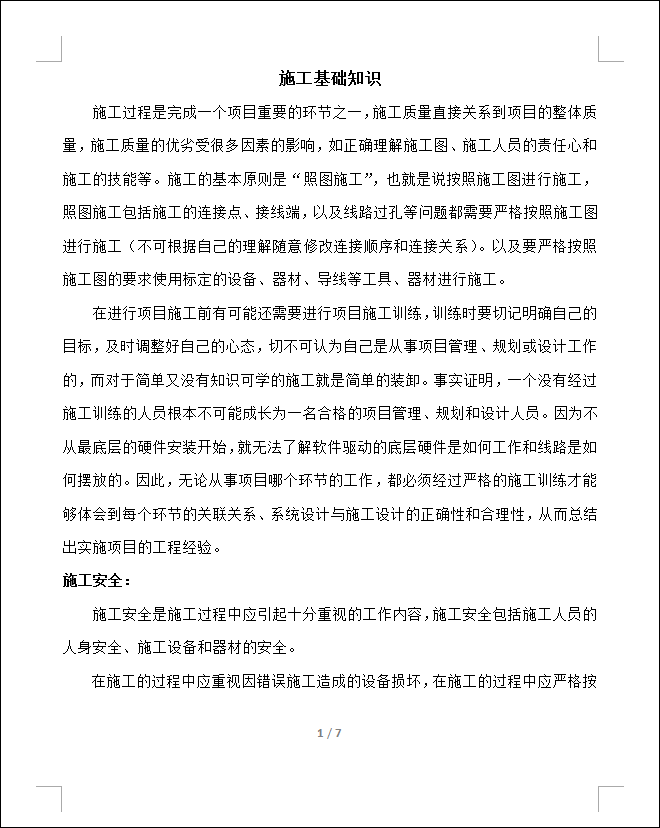 施工基础知识
施工过程是完成一个项目重要的环节之一，施工质量直接关系到项目的整体质
量，施工质量的优劣受很多因素的影响，如正确理解施工图、施工人员的责任心和
施工的技能等。施工的基本原则是“照图施工”，也就是说按照施工图进行施工，
照图施工包括施工的连接点、接线端，以及线路过孔等问题都需要严格按照施工图
进行施工（不可根据自己的理解随意修改连接顺序和连接关系）。以及要严格按照
施工图的要求使用标定的设备、器材、导线等工具、器材进行施工。
在进行项目施工前有可能还需要进行项目施工训练，训练时要切记明确自己的
目标，及时调整好自己的心态，切不可认为自己是从事项目管理、规划或设计工作
的，而对于简单又没有知识可学的施工就是简单的装卸。事实证明，一个没有经过
施工训练的人员根本不可能成长为一名合格的项目管理、规划和设计人员。因为不
从最底层的硬件安装开始，就无法了解软件驱动的底层硬件是如何工作和线路是如
何摆放的。因此，无论从事项目哪个环节的工作，都必须经过严格的施工训练才能
够体会到每个环节的关联关系、系统设计与施工设计的正确性和合理性，从而总结
出实施项目的工程经验。
施工安全：
施工安全是施工过程中应引起十分重视的工作内容，施工安全包括施工人员的
人身安全、施工设备和器材的安全。
在施工的过程中应重视因错误施工造成的设备损坏，在施工的过程中应严格按
1 / 7